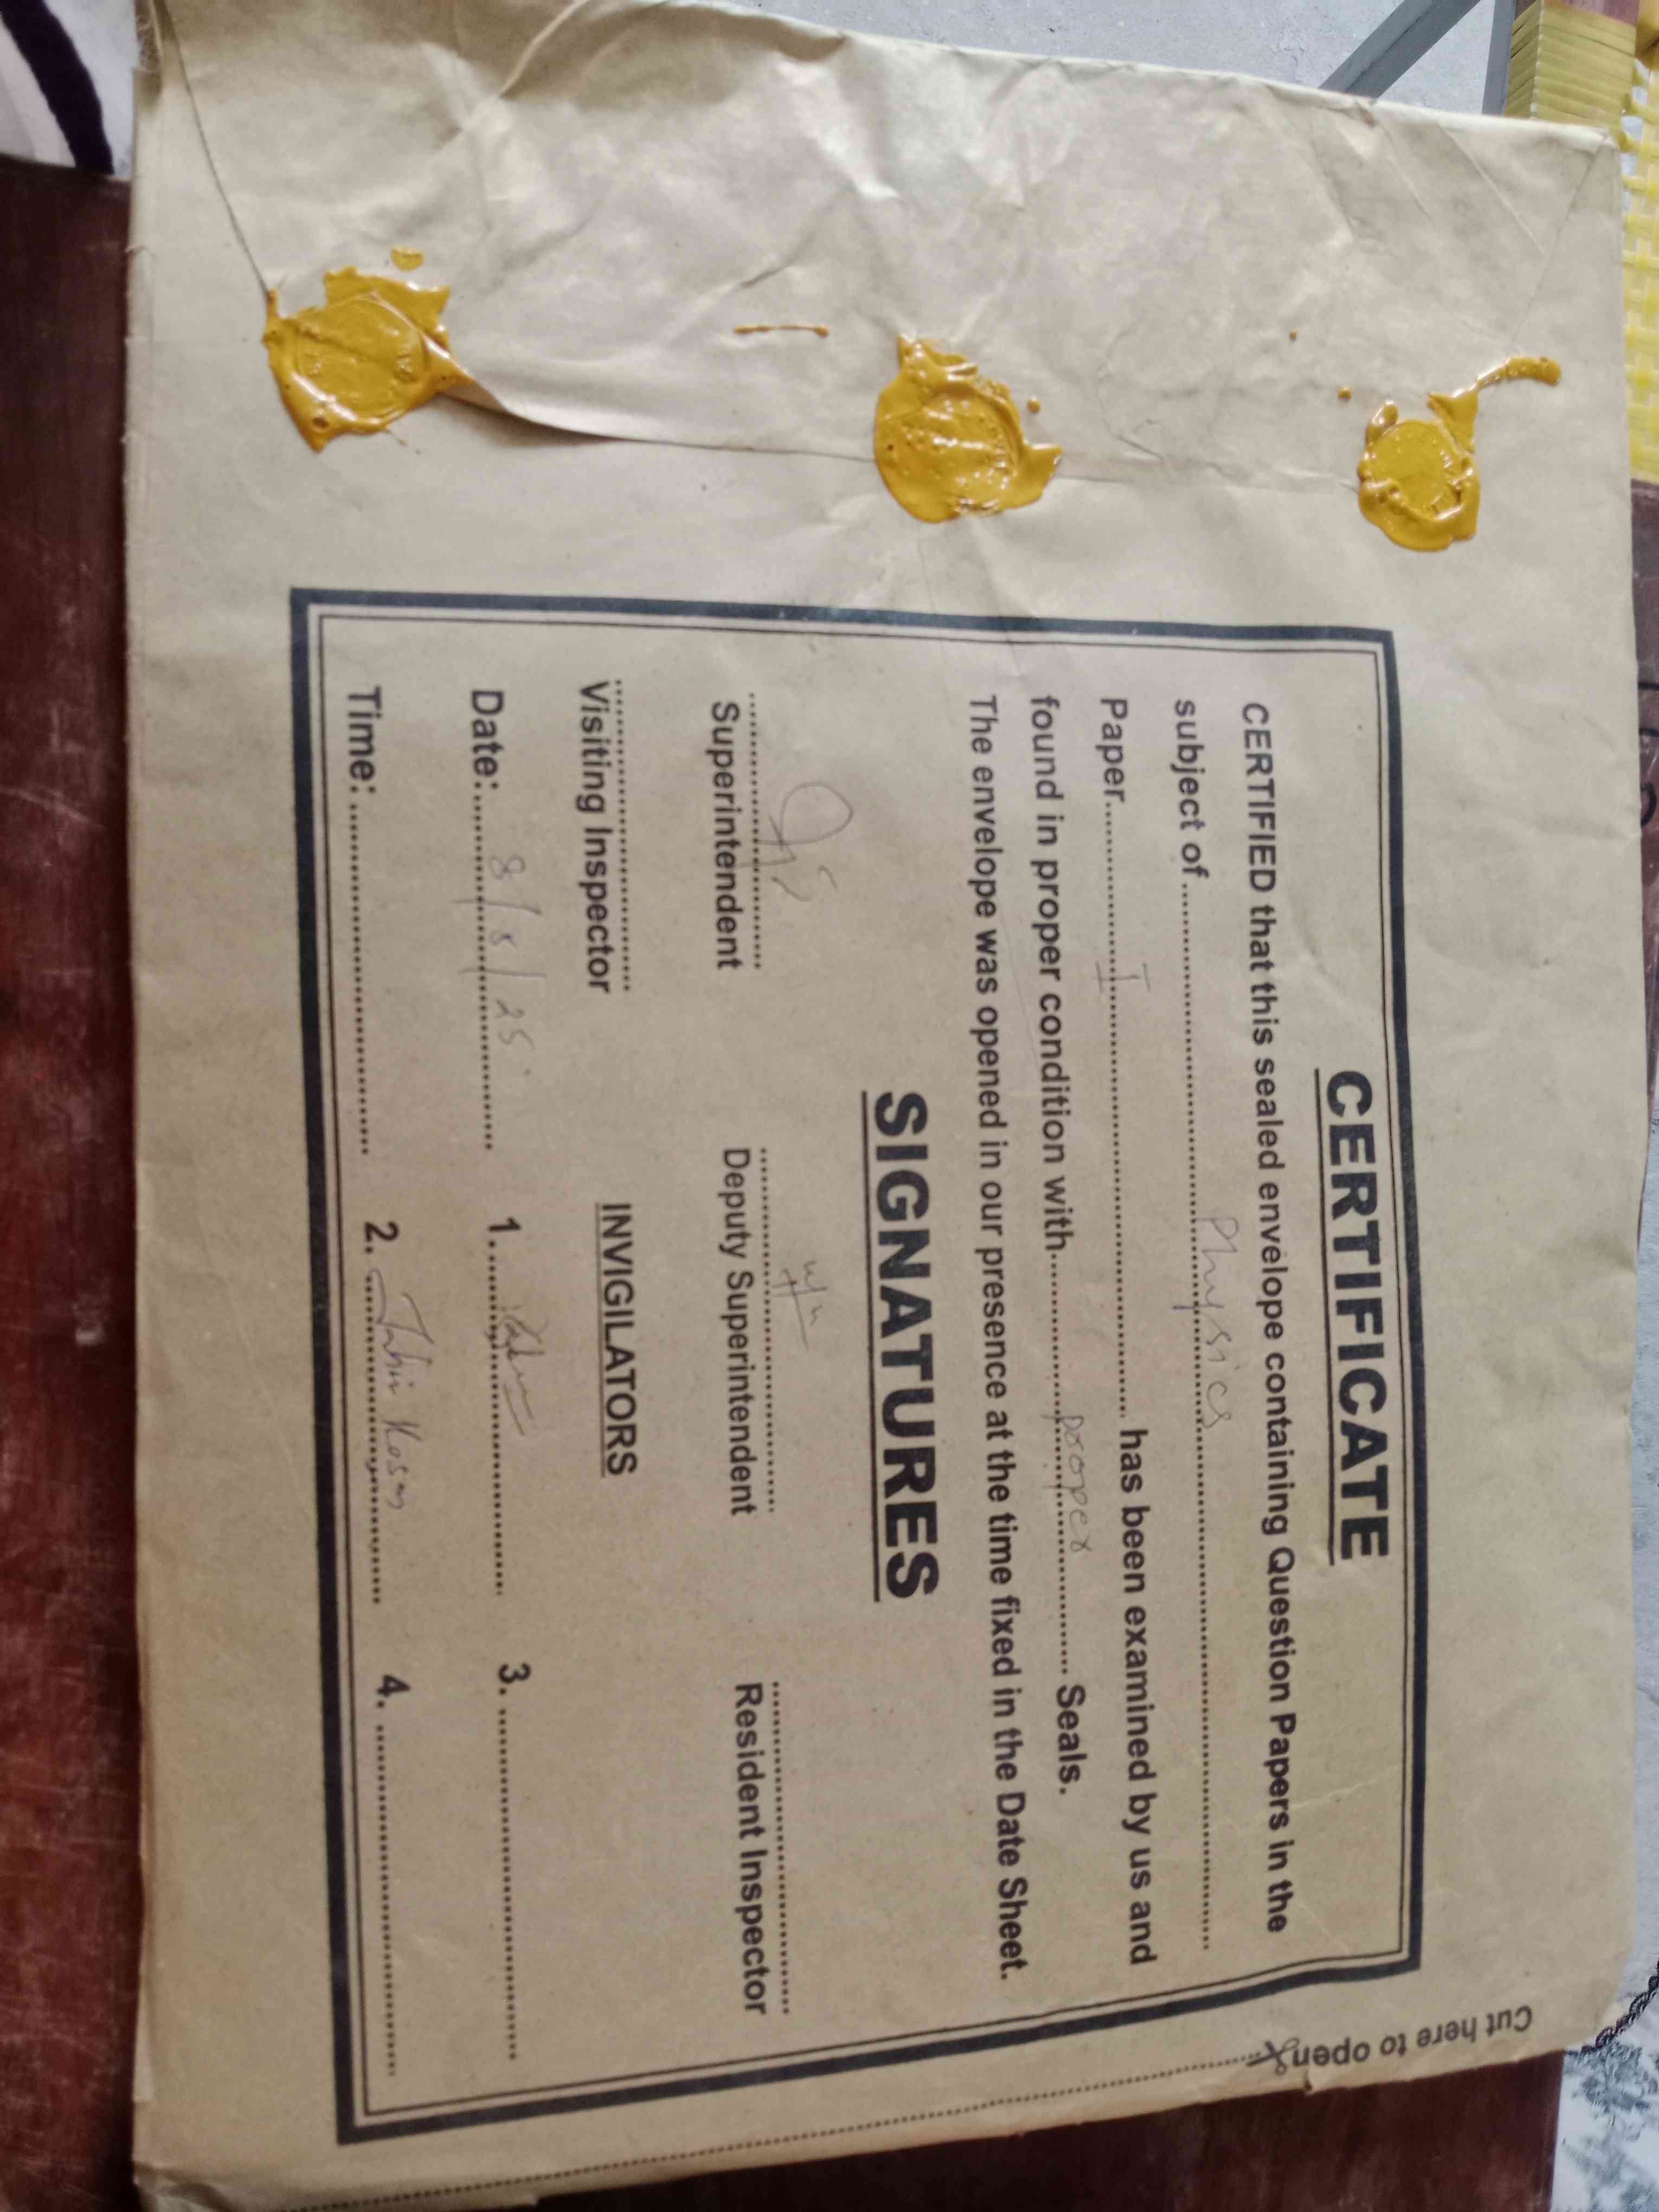 CERTIFICATE
CERTIFIED that this sealed envelope containing Question Papers in the
subject of........Physics........
Paper........I........ has been examined by us and
found in proper condition with........proper........ Seals.
The envelope was opened in our presence at the time fixed in the Date Sheet.
SIGNATURES
Superintendent Deputy Superintendent Resident Inspector
Visiting Inspector
INVIGILATORS
Date:........8/8/25........ 1. ........ 3. ........
Time:........ 2. ........ 4. ........
Cut here to open